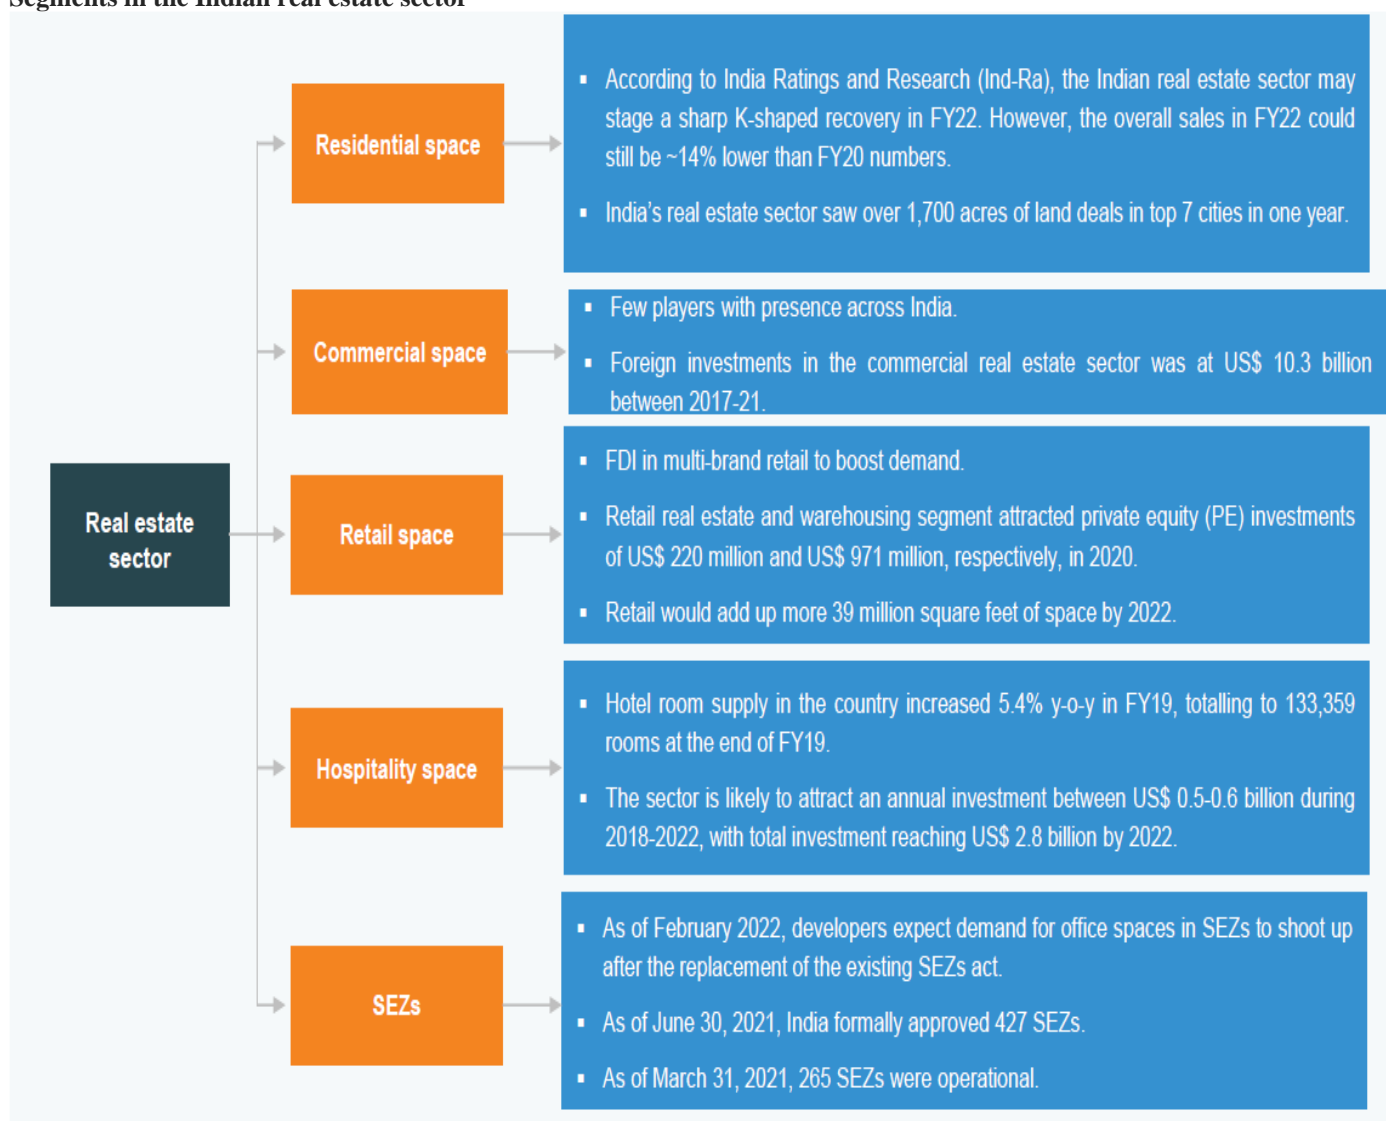 Segments in the Indian real estate sector
Real estate
sector
Residential space
▪ According to India Ratings and Research (Ind-Ra), the Indian real estate sector may
stage a sharp K-shaped recovery in FY22. However, the overall sales in FY22 could
still be ~14% lower than FY20 numbers.
▪ India's real estate sector saw over 1,700 acres of land deals in top 7 cities in one year.
Commercial space
▪ Few players with presence across India.
▪ Foreign investments in the commercial real estate sector was at US$ 10.3 billion
between 2017-21.
Retail space
▪ FDI in multi-brand retail to boost demand.
▪ Retail real estate and warehousing segment attracted private equity (PE) investments
of US$ 220 million and US$ 971 million, respectively, in 2020.
▪ Retail would add up more 39 million square feet of space by 2022.
Hospitality space
▪ Hotel room supply in the country increased 5.4% y-o-y in FY19, totalling to 133,359
rooms at the end of FY19.
▪ The sector is likely to attract an annual investment between US$ 0.5-0.6 billion during
2018-2022, with total investment reaching US$ 2.8 billion by 2022.
SEZs
▪ As of February 2022, developers expect demand for office spaces in SEZs to shoot up
after the replacement of the existing SEZs act.
▪ As of June 30, 2021, India formally approved 427 SEZs.
▪ As of March 31, 2021, 265 SEZs were operational.